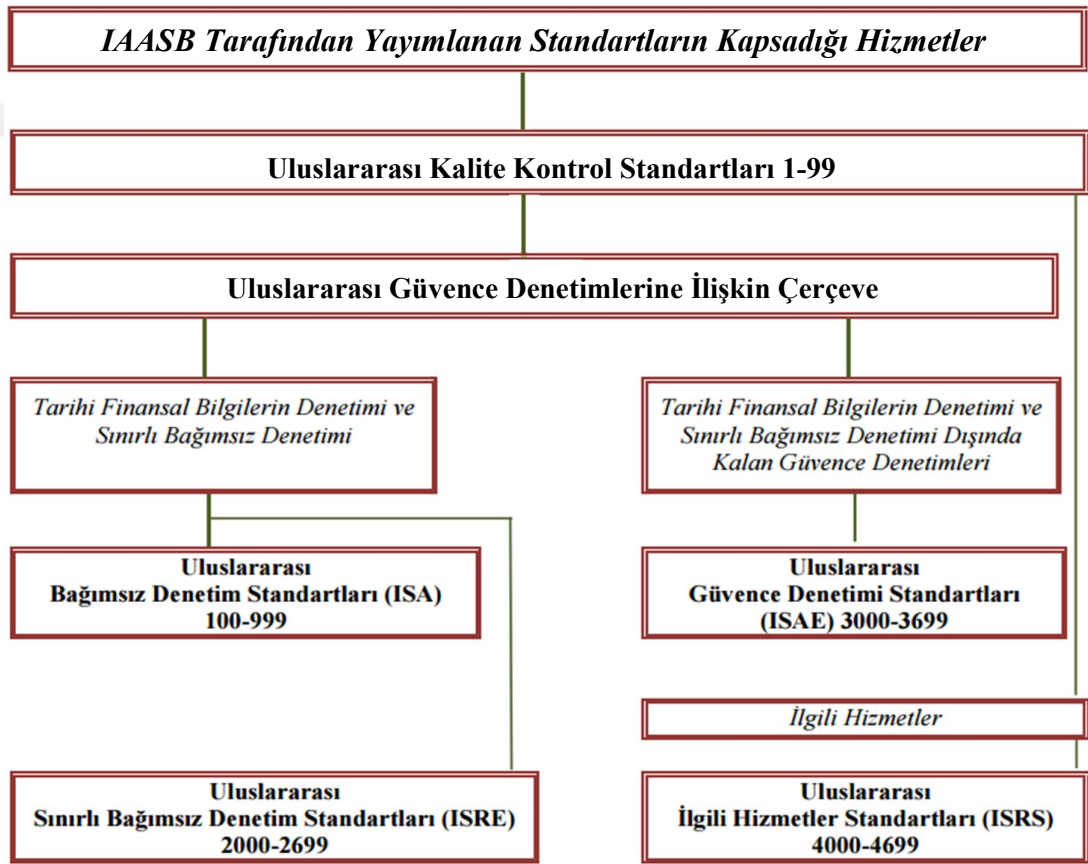 IAASB Tarafından Yayımlanan Standartların Kapsadığı Hizmetler
Uluslararası Kalite Kontrol Standartları 1-99
Uluslararası Güvence Denetimlerine İlişkin Çerçeve
Tarihi Finansal Bilgilerin Denetimi ve
Sınırlı Bağımsız Denetimi
Tarihi Finansal Bilgilerin Denetimi ve
Sınırlı Bağımsız Denetimi Dışında
Kalan Güvence Denetimleri
Uluslararası
Bağımsız Denetim Standartları (ISA)
100-999
Uluslararası
Güvence Denetimi Standartları
(ISAE) 3000-3699
İlgili Hizmetler
Uluslararası
Sınırlı Bağımsız Denetim Standartları (ISRE)
2000-2699
Uluslararası
İlgili Hizmetler Standartları (ISRS)
4000-4699